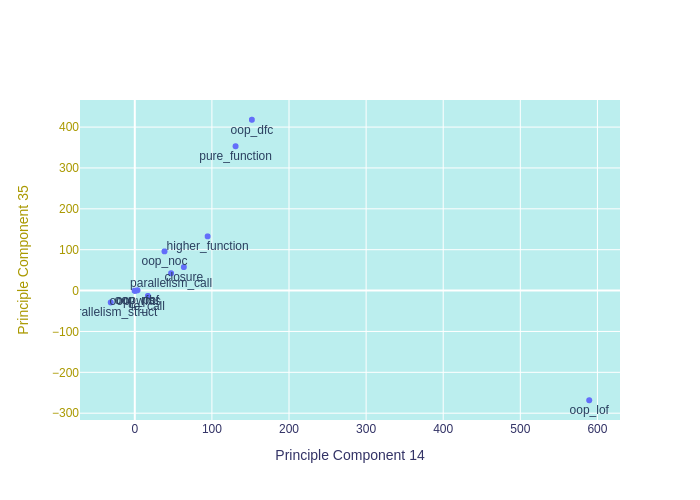 400
300
200
100
0
−100
−200
−300
Principle Component 35
oop_dfc
pure_function
higher_function
oop_noc
closure
parallelism_call
rallelism_struct
oop_lof
0
100
200
300
400
500
600
Principle Component 14